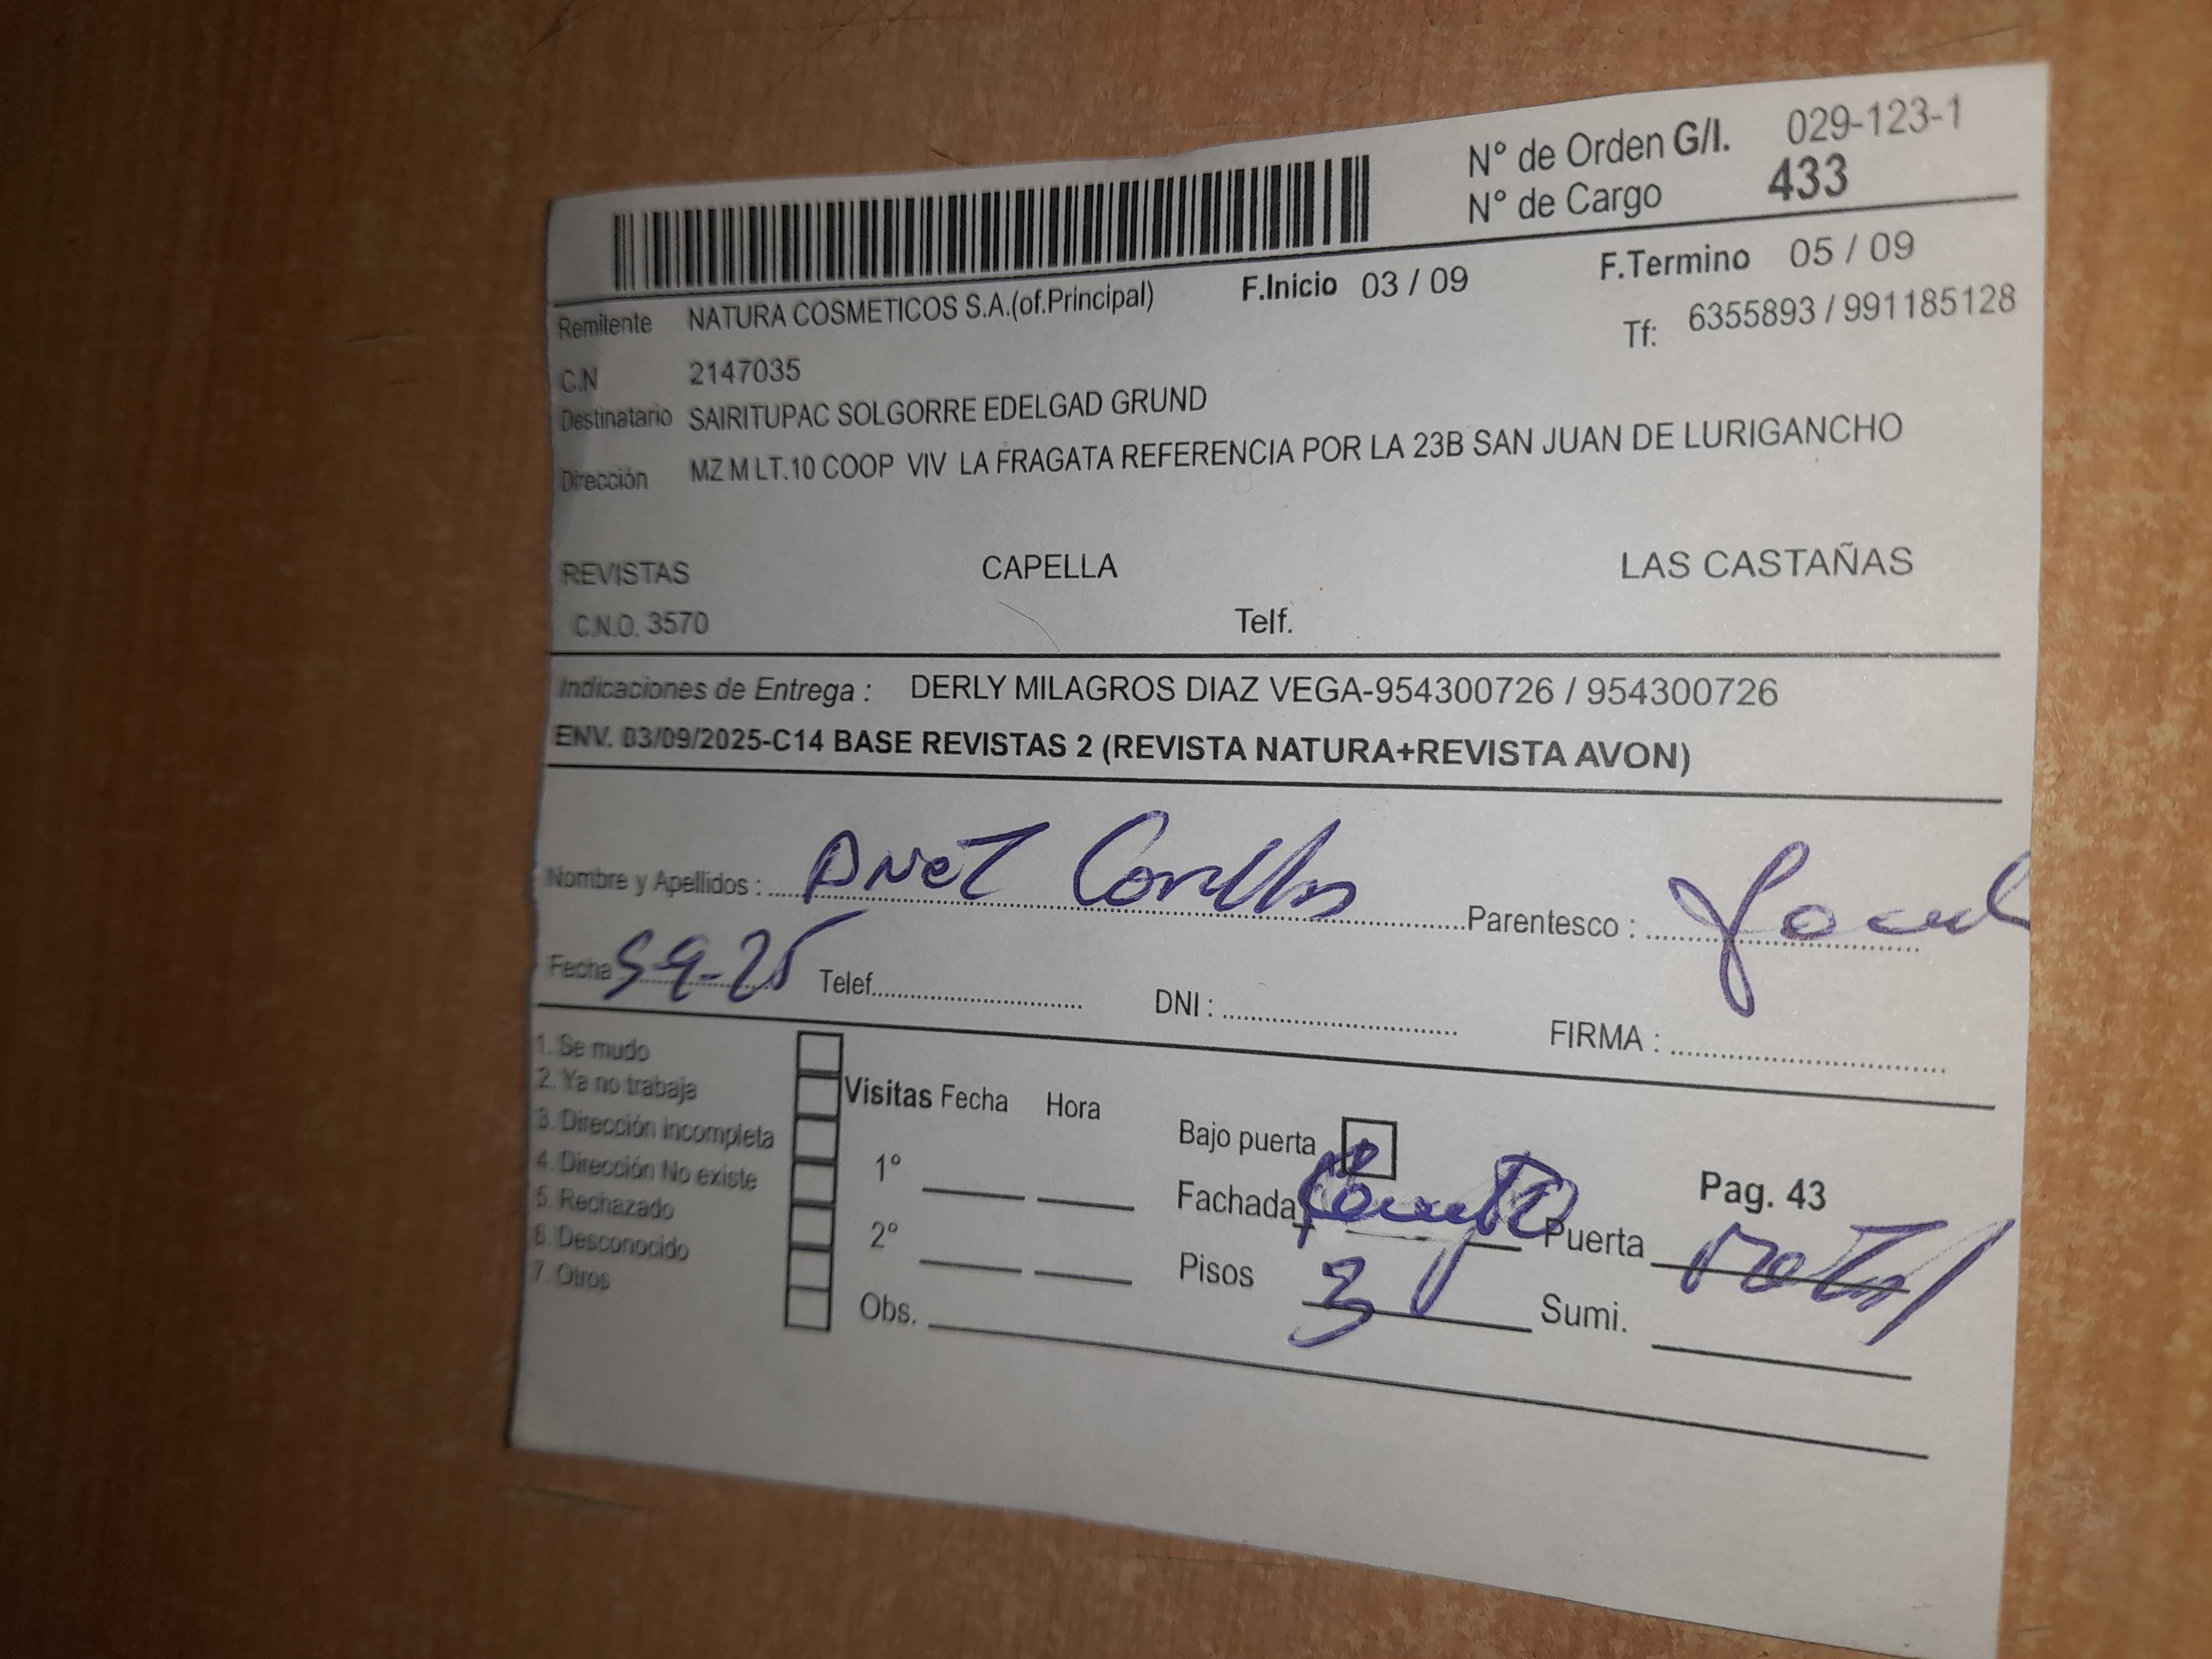 N° de Orden G/I. 029-123-1
N° de Cargo 433
Remitente NATURA COSMETICOS S.A.(of.Principal) F.Inicio 03 / 09 F.Termino 05 / 09
Tf: 6355893 / 991185128
C.N 2147035
Destinatario SAIRITUPAC SOLGORRE EDELGAD GRUND
Dirección MZ M LT.10 COOP VIV LA FRAGATA REFERENCIA POR LA 23B SAN JUAN DE LURIGANCHO
REVISTAS CAPELLA LAS CASTAÑAS
C.N.O. 3570 Telf.
Indicaciones de Entrega : DERLY MILAGROS DIAZ VEGA-954300726 / 954300726
ENV. 03/09/2025-C14 BASE REVISTAS 2 (REVISTA NATURA+REVISTA AVON)
Nombre y Apellidos : Parentesco :
Fecha 5-9-25 Telef. DNI : FIRMA :
1. Se mudo
2. Ya no trabaja
3. Dirección incompleta
4. Dirección No existe
5. Rechazado
6. Desconocido
7. Otros
Visitas Fecha Hora
1°
2°
Obs.
Bajo puerta
Fachada Puerta
Pisos 3 Sumi.
Pag. 43